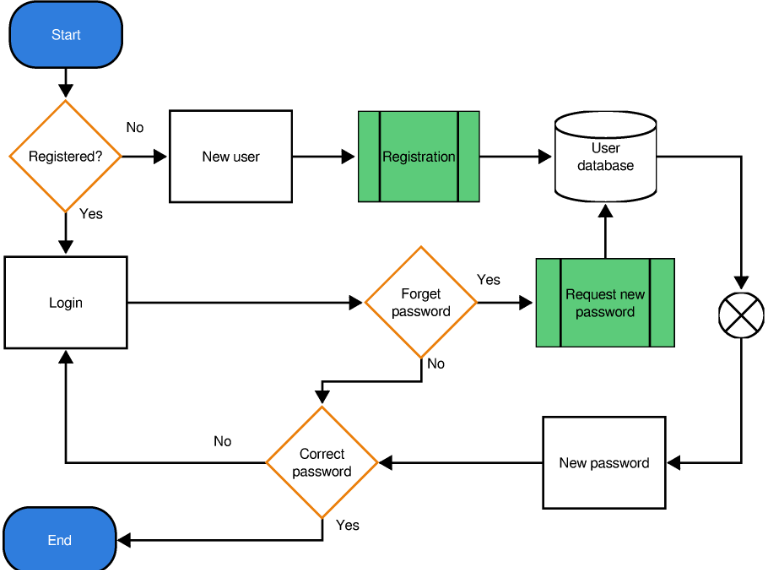 Start
No
Registered?
New user
Registration
User
database
Yes
Login
Forget
password
Yes
Request new
password
No
No
Correct
password
New password
Yes
End